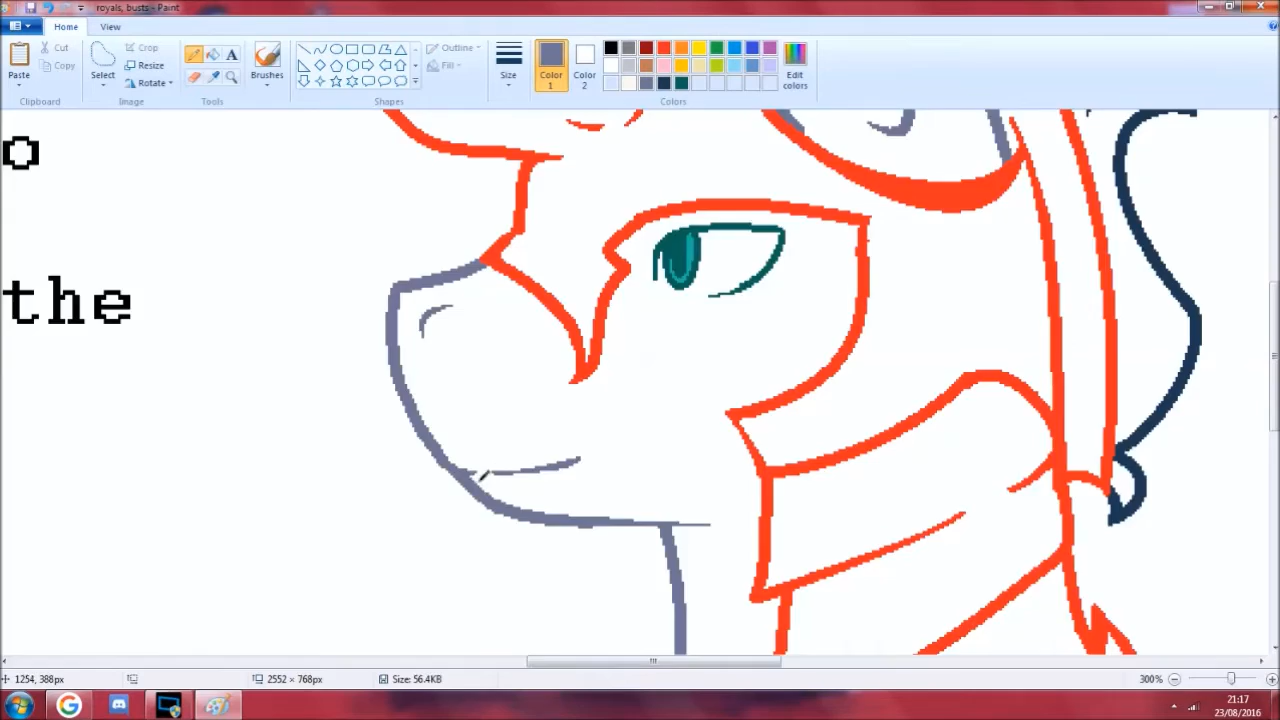 royals, busts - Paint
Home View
Paste
Cut
Copy
Clipboard
Select
Crop
Resize
Rotate
Image
A
Tools
Brushes
Shapes
Outline
Fill
Size
Color 1
Color 2
Edit colors
Colors
o
the
1254, 388px
2552 × 768px
Size: 56.4KB
300%
21:17
23/08/2016